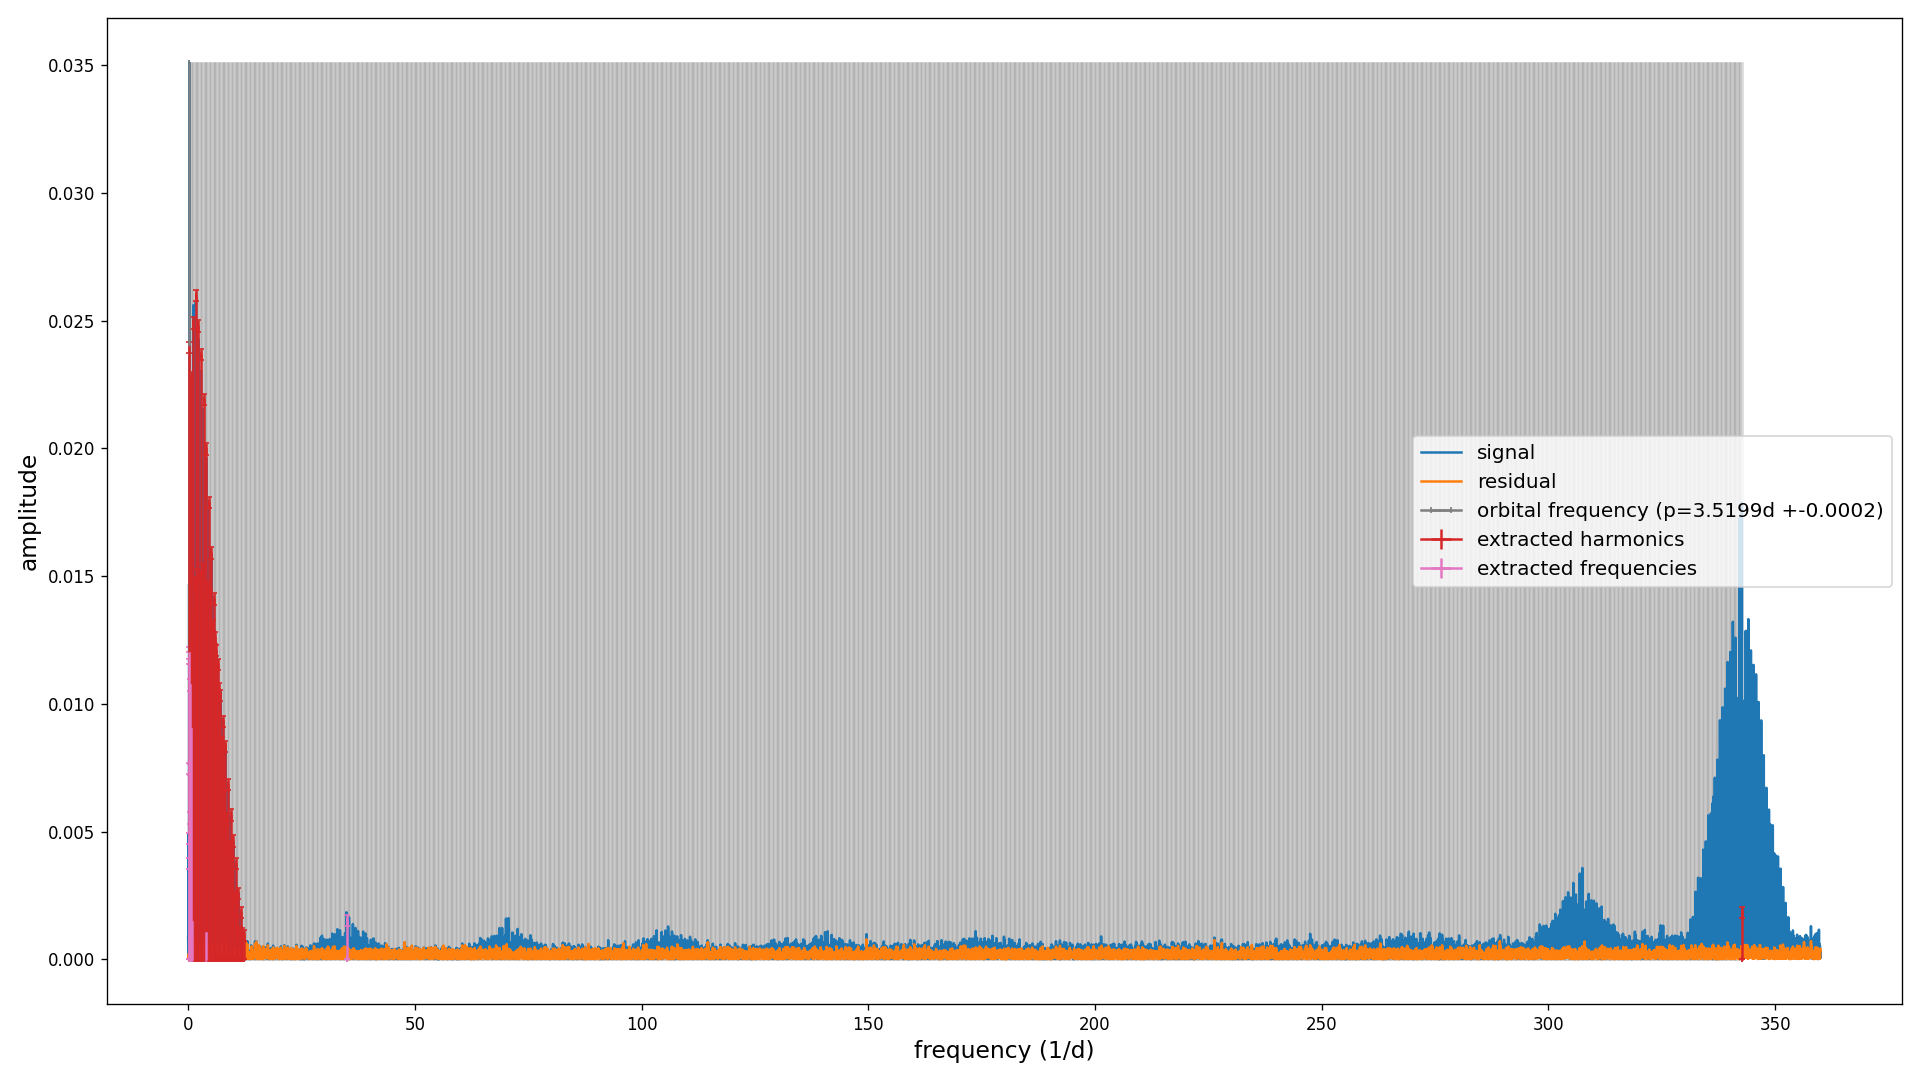 amplitude
0.035
0.030
0.025
0.020
0.015
0.010
0.005
0.000
signal
residual
orbital frequency (p=3.5199d +-0.0002)
extracted harmonics
extracted frequencies
0 50 100 150 200 250 300 350
frequency (1/d)